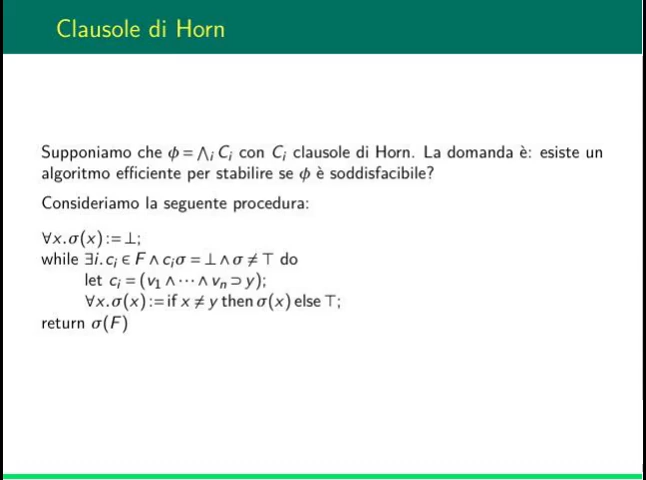 Clausole di Horn
Supponiamo che ϕ = ⋀ᵢ Cᵢ con Cᵢ clausole di Horn. La domanda è: esiste un
algoritmo efficiente per stabilire se ϕ è soddisfacibile?
Consideriamo la seguente procedura:
∀x.σ(x) := ⊥;
while ∃i. cᵢ ∈ F ∧ cᵢσ = ⊥ ∧ σ ≠ ⊤ do
let cᵢ = (v₁ ∧ ⋯ ∧ vₙ ⊃ y);
∀x.σ(x) := if x ≠ y then σ(x) else ⊤;
return σ(F)